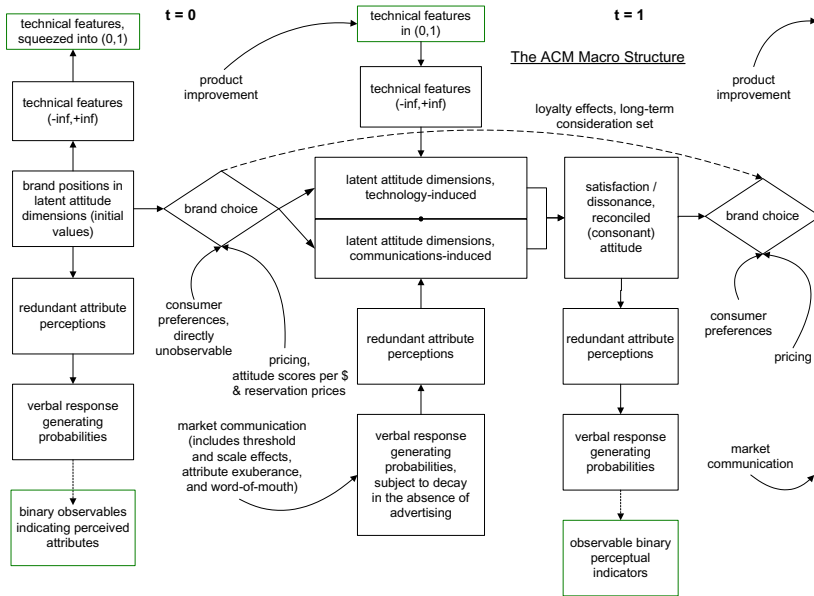 t = 0
t = 1
technical features,
squeezed into (0,1)
technical features
in (0,1)
The ACM Macro Structure
product
improvement
product
improvement
technical features
(-inf,+inf)
technical features
(-inf,+inf)
loyalty effects, long-term
consideration set
brand positions in
latent attitude
dimensions (initial
values)
brand choice
latent attitude dimensions,
technology-induced
latent attitude dimensions,
communications-induced
satisfaction /
dissonance,
reconciled
(consonant)
attitude
brand choice
redundant attribute
perceptions
consumer
preferences,
directly
unobservable
pricing,
attitude scores per $
& reservation prices
redundant attribute
perceptions
redundant attribute
perceptions
consumer
preferences
pricing
verbal response
generating
probabilities
market communication
(includes threshold
and scale effects,
attribute exuberance,
and word-of-mouth)
verbal response
generating
probabilities,
subject to decay
in the absence of
advertising
verbal response
generating
probabilities
market
communication
binary observables
indicating perceived
attributes
observable binary
perceptual
indicators